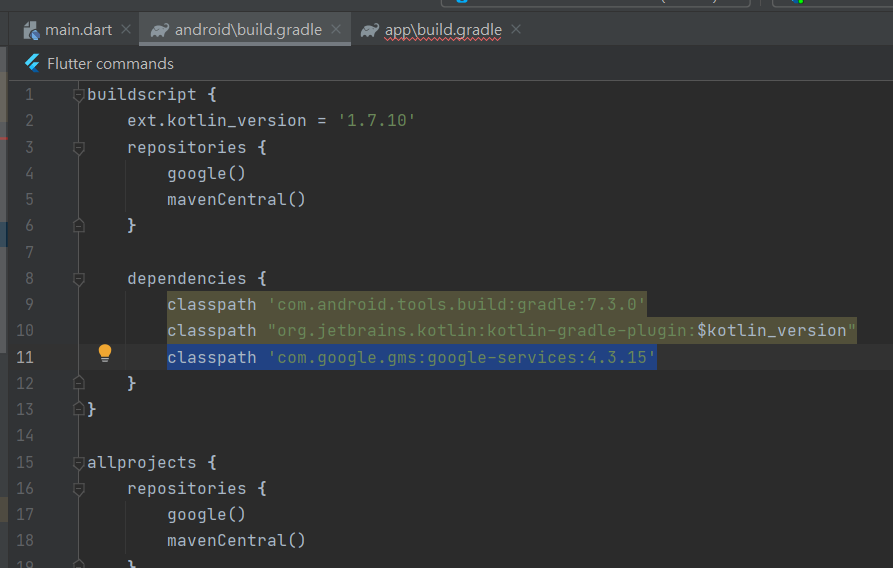 main.dart android\build.gradle app\build.gradle
Flutter commands
1 buildscript {
2 ext.kotlin_version = '1.7.10'
3 repositories {
4 google()
5 mavenCentral()
6 }
7
8 dependencies {
9 classpath 'com.android.tools.build:gradle:7.3.0'
10 classpath "org.jetbrains.kotlin:kotlin-gradle-plugin:$kotlin_version"
11 classpath 'com.google.gms:google-services:4.3.15'
12 }
13 }
14
15 allprojects {
16 repositories {
17 google()
18 mavenCentral()
19 }